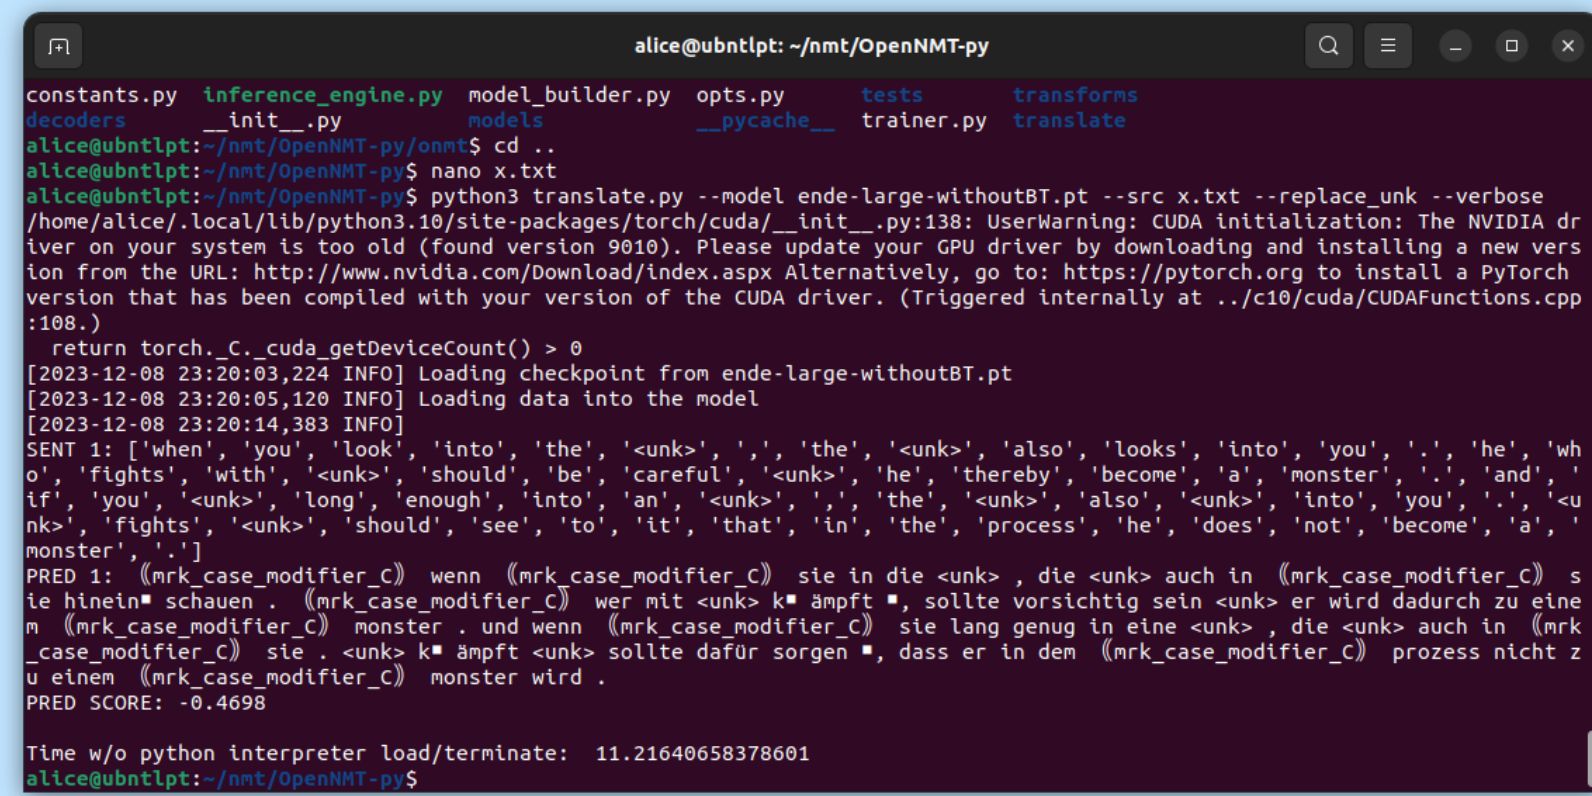 alice@ubntlpt: ~/nmt/OpenNMT-py
constants.py  inference_engine.py  model_builder.py  opts.py      tests       transforms
decoders      __init__.py          models            __pycache__  trainer.py  translate
alice@ubntlpt:~/nmt/OpenNMT-py/onmt$ cd ..
alice@ubntlpt:~/nmt/OpenNMT-py$ nano x.txt
alice@ubntlpt:~/nmt/OpenNMT-py$ python3 translate.py --model ende-large-withoutBT.pt --src x.txt --replace_unk --verbose
/home/alice/.local/lib/python3.10/site-packages/torch/cuda/__init__.py:138: UserWarning: CUDA initialization: The NVIDIA dr
iver on your system is too old (found version 9010). Please update your GPU driver by downloading and installing a new vers
ion from the URL: http://www.nvidia.com/Download/index.aspx Alternatively, go to: https://pytorch.org to install a PyTorch
version that has been compiled with your version of the CUDA driver. (Triggered internally at ../c10/cuda/CUDAFunctions.cpp
:108.)
  return torch._C._cuda_getDeviceCount() > 0
[2023-12-08 23:20:03,224 INFO] Loading checkpoint from ende-large-withoutBT.pt
[2023-12-08 23:20:05,120 INFO] Loading data into the model
[2023-12-08 23:20:14,383 INFO]
SENT 1: ['when', 'you', 'look', 'into', 'the', '<unk>', ',', 'the', '<unk>', 'also', 'looks', 'into', 'you', '.', 'he', 'wh
o', 'fights', 'with', '<unk>', 'should', 'be', 'careful', '<unk>', 'he', 'thereby', 'become', 'a', 'monster', '.', 'and', '
if', 'you', '<unk>', 'long', 'enough', 'into', 'an', '<unk>', ',', 'the', '<unk>', 'also', '<unk>', 'into', 'you', '.', '<u
nk>', 'fights', '<unk>', 'should', 'see', 'to', 'it', 'that', 'in', 'the', 'process', 'he', 'does', 'not', 'become', 'a', '
monster', '.']
PRED 1: ⦅mrk_case_modifier_C⦆ wenn ⦅mrk_case_modifier_C⦆ sie in die <unk> , die <unk> auch in ⦅mrk_case_modifier_C⦆ s
ie hinein■ schauen . ⦅mrk_case_modifier_C⦆ wer mit <unk> k■ ämpft ■, sollte vorsichtig sein <unk> er wird dadurch zu eine
m ⦅mrk_case_modifier_C⦆ monster . und wenn ⦅mrk_case_modifier_C⦆ sie lang genug in eine <unk> , die <unk> auch in ⦅mrk
_case_modifier_C⦆ sie . <unk> k■ ämpft <unk> sollte dafür sorgen ■, dass er in dem ⦅mrk_case_modifier_C⦆ prozess nicht z
u einem ⦅mrk_case_modifier_C⦆ monster wird .
PRED SCORE: -0.4698
Time w/o python interpreter load/terminate:  11.21640658378601
alice@ubntlpt:~/nmt/OpenNMT-py$